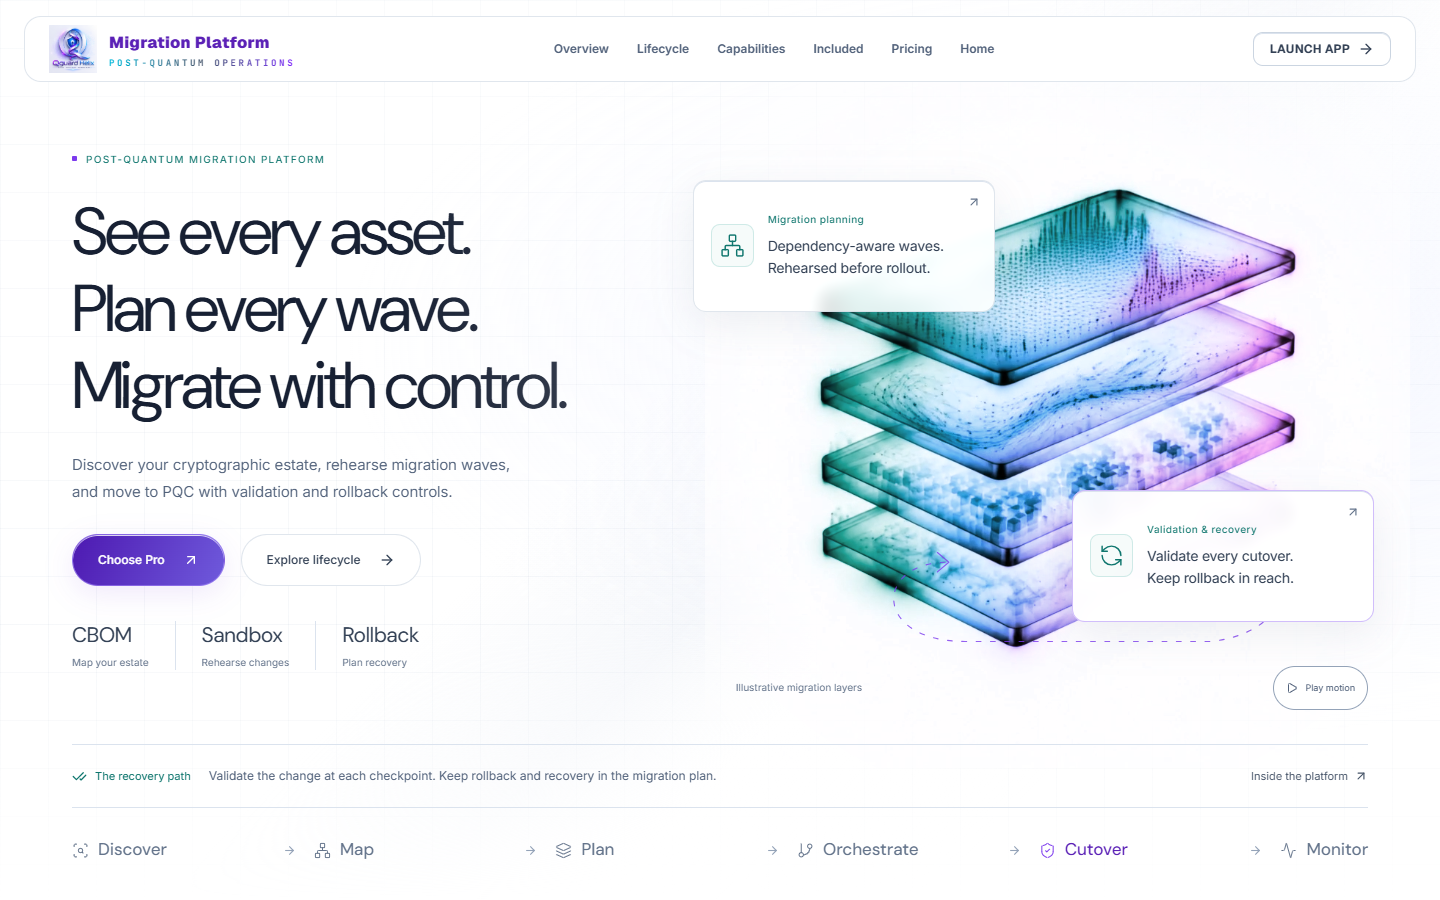 Qguard Helix
Migration Platform
POST-QUANTUM OPERATIONS
Overview
Lifecycle
Capabilities
Included
Pricing
Home
LAUNCH APP
POST-QUANTUM MIGRATION PLATFORM
See every asset.
Plan every wave.
Migrate with control.
Discover your cryptographic estate, rehearse migration waves,
and move to PQC with validation and rollback controls.
Choose Pro
Explore lifecycle
CBOM
Map your estate
Sandbox
Rehearse changes
Rollback
Plan recovery
Migration planning
Dependency-aware waves.
Rehearsed before rollout.
Validation & recovery
Validate every cutover.
Keep rollback in reach.
Illustrative migration layers
Play motion
The recovery path
Validate the change at each checkpoint. Keep rollback and recovery in the migration plan.
Inside the platform
Discover
Map
Plan
Orchestrate
Cutover
Monitor